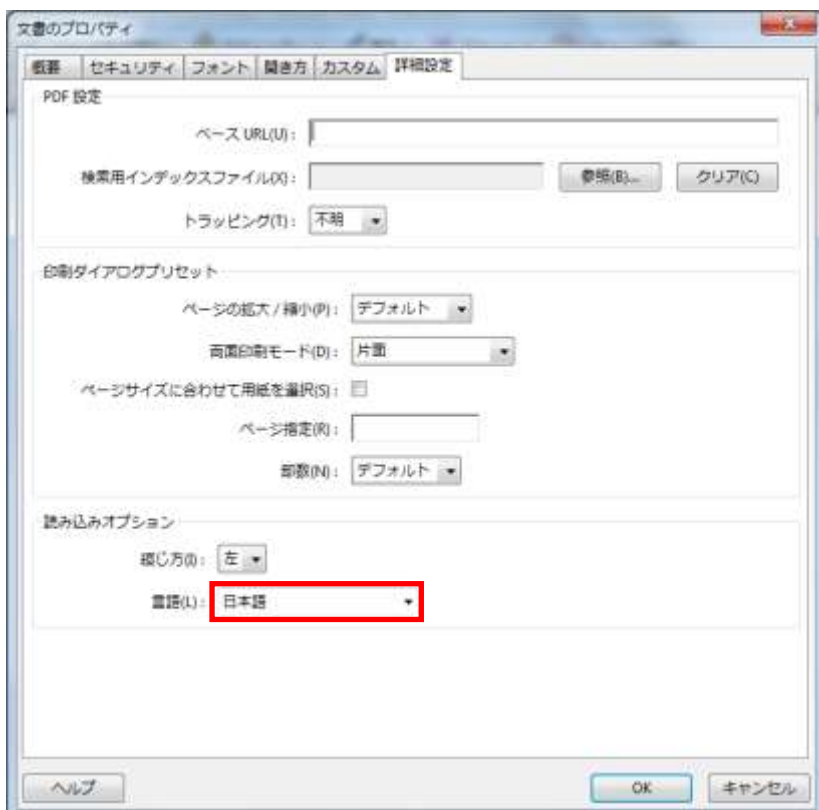 文書のプロパティ
概要 セキュリティ フォント 開き方 カスタム 詳細設定
PDF 設定
ベース URL(U):
検索用インデックスファイル(X): 参照(B)... クリア(C)
トラッピング(T): 不明
印刷ダイアログプリセット
ページの拡大 / 縮小(P): デフォルト
両面印刷モード(D): 片面
ページサイズに合わせて用紙を選択(S):
ページ指定(R):
部数(N): デフォルト
読み込みオプション
綴じ方(I): 左
言語(L): 日本語
ヘルプ OK キャンセル